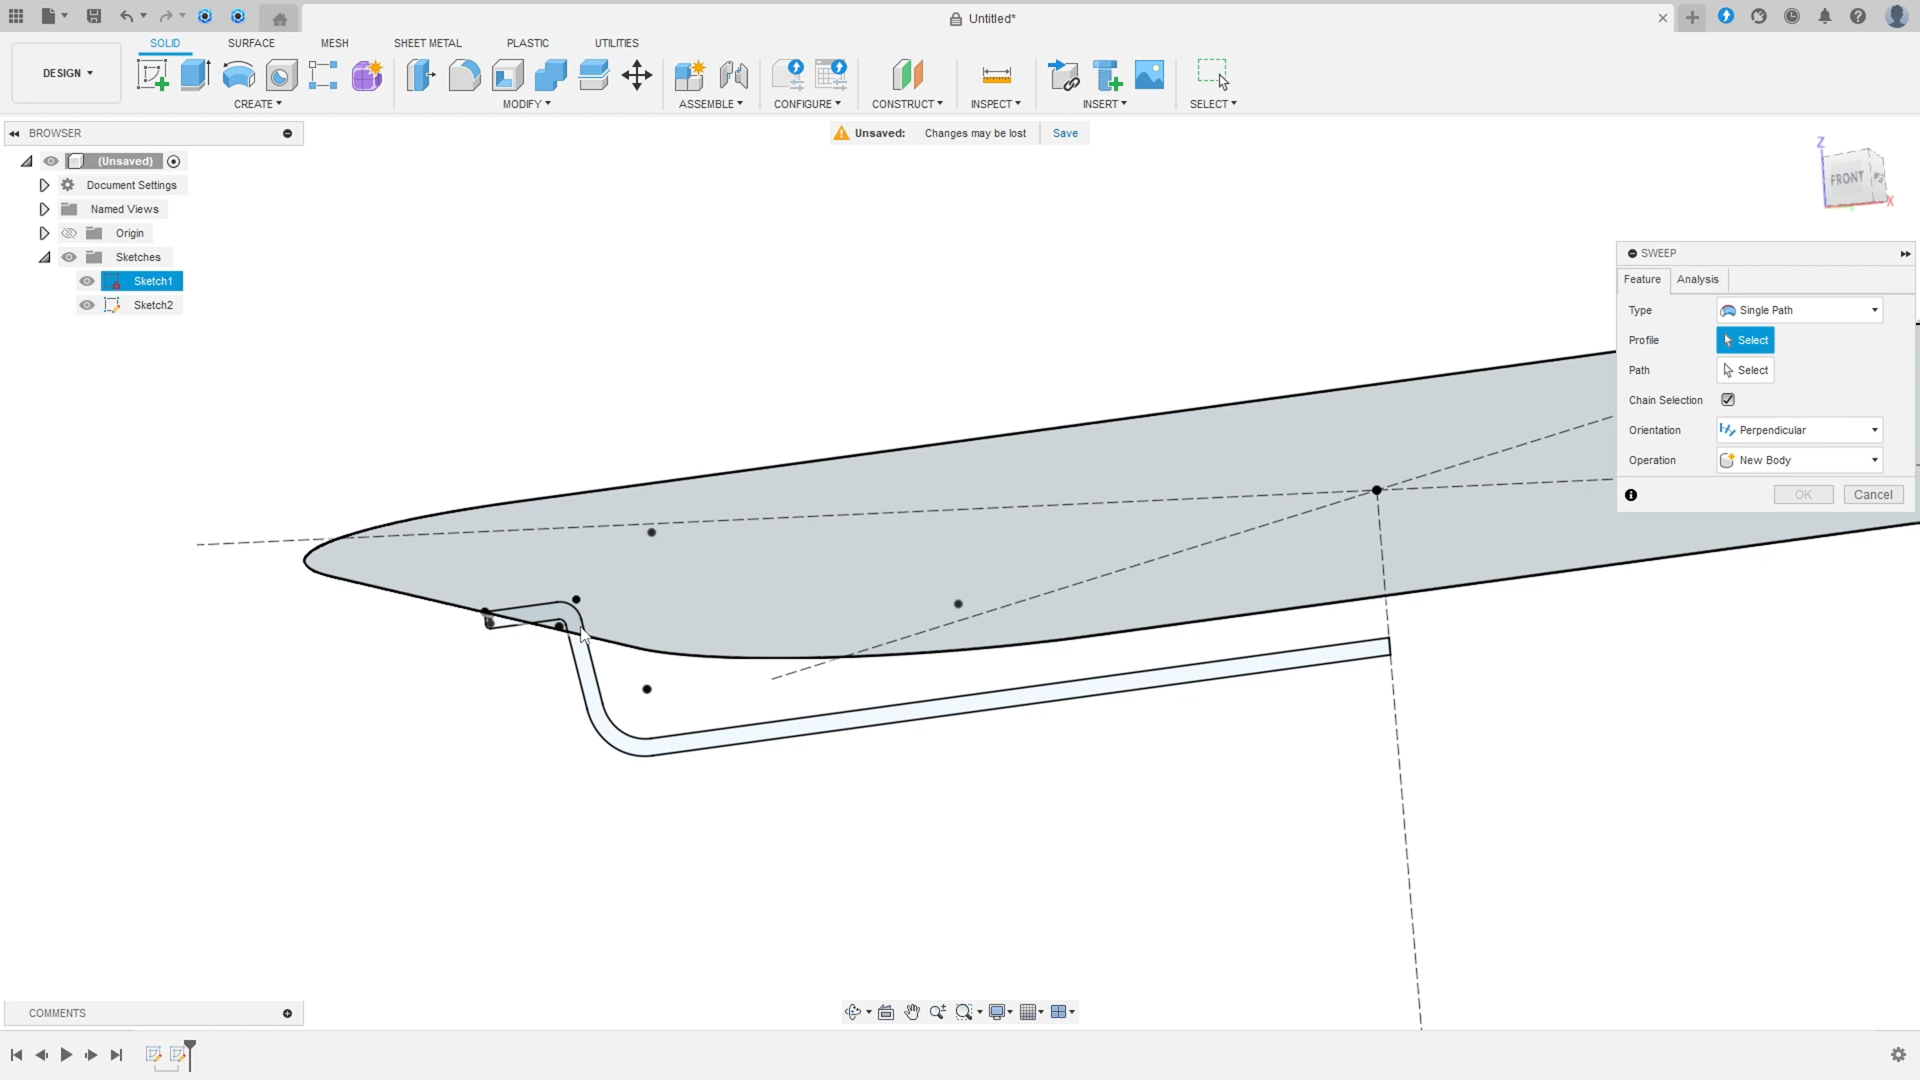 Untitled*
SOLID SURFACE MESH SHEET METAL PLASTIC UTILITIES
DESIGN
CREATE MODIFY ASSEMBLE CONFIGURE CONSTRUCT INSPECT INSERT SELECT
BROWSER
Unsaved: Changes may be lost Save
(Unsaved)
Document Settings
Named Views
Origin
Sketches
Sketch1
Sketch2
Z
FRONT
X
SWEEP
Feature Analysis
Type Single Path
Profile Select
Path Select
Chain Selection
Orientation Perpendicular
Operation New Body
OK Cancel
COMMENTS